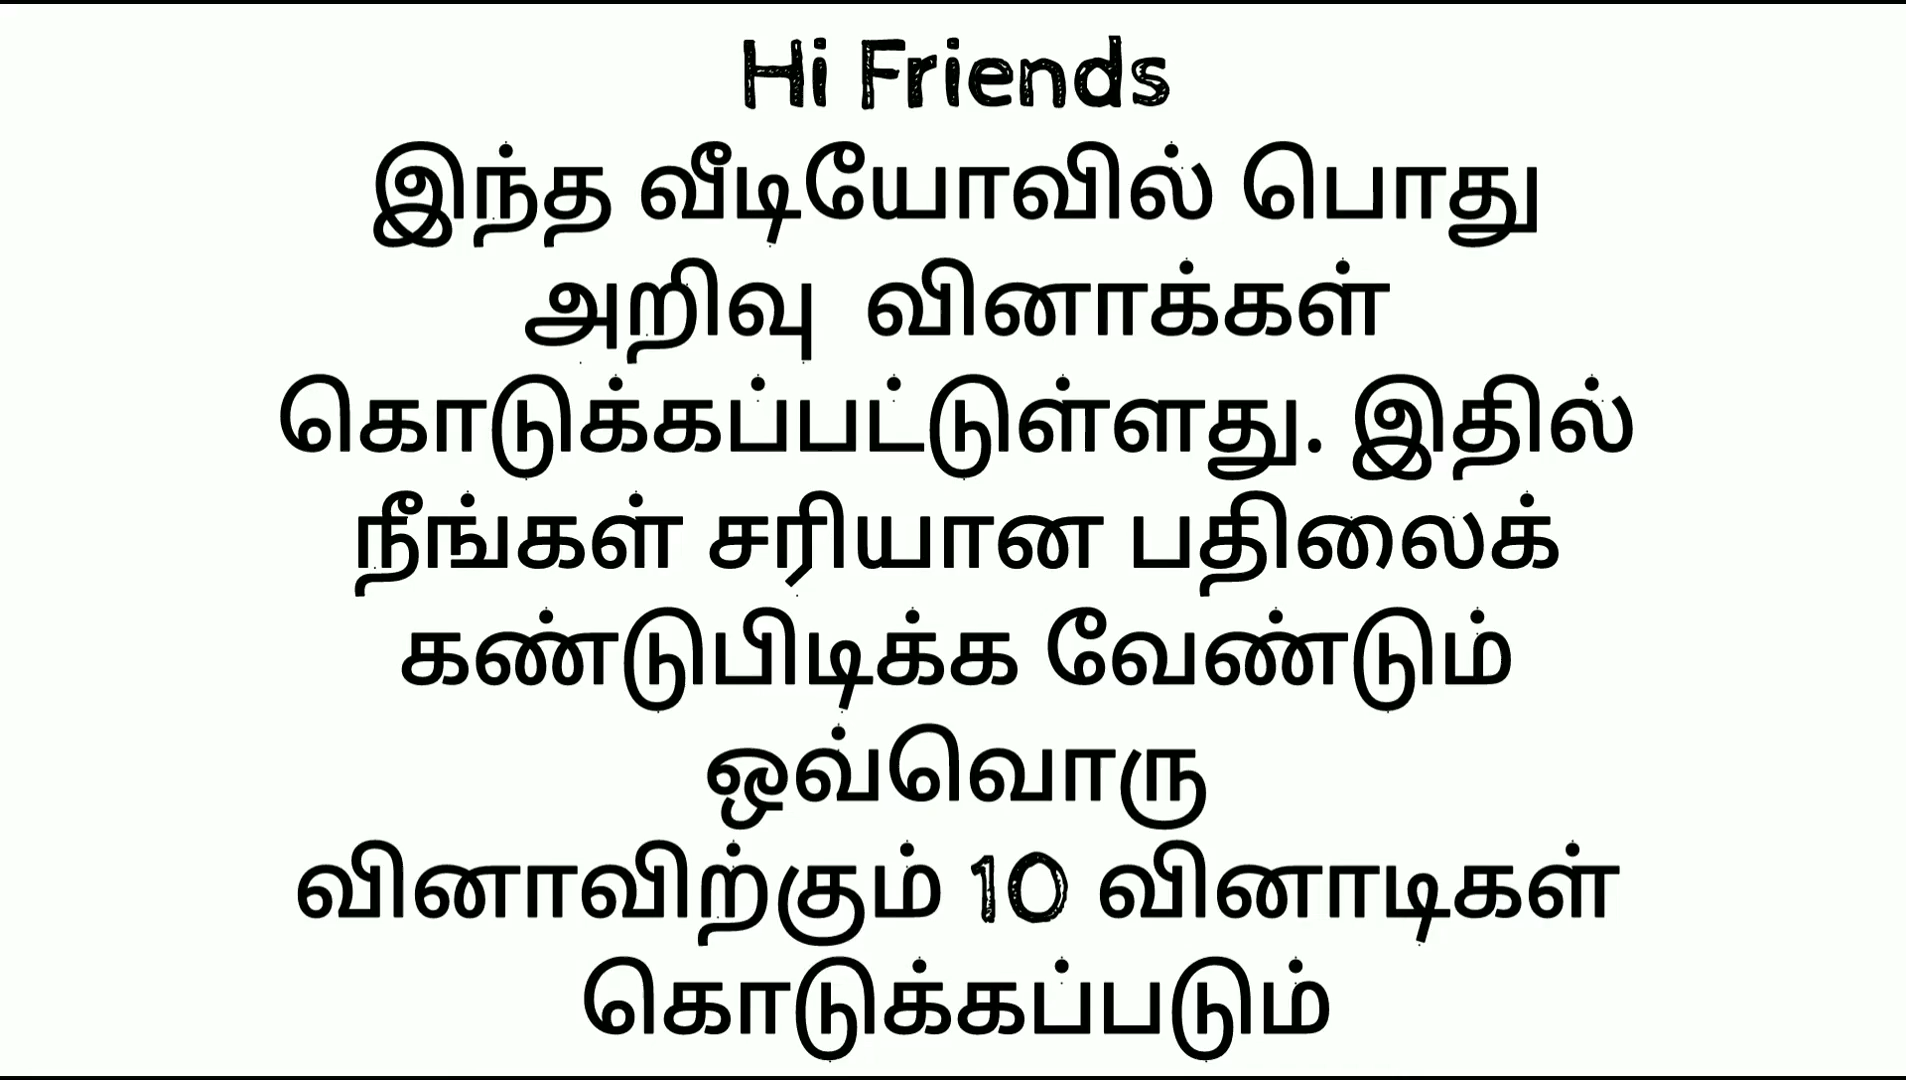 Hi Friends
இந்த வீடியோவில் பொது
அறிவு வினாக்கள்
கொடுக்கப்பட்டுள்ளது. இதில்
நீங்கள் சரியான பதிலைக்
கண்டுபிடிக்க வேண்டும்
ஒவ்வொரு
வினாவிற்கும் 10 வினாடிகள்
கொடுக்கப்படும்